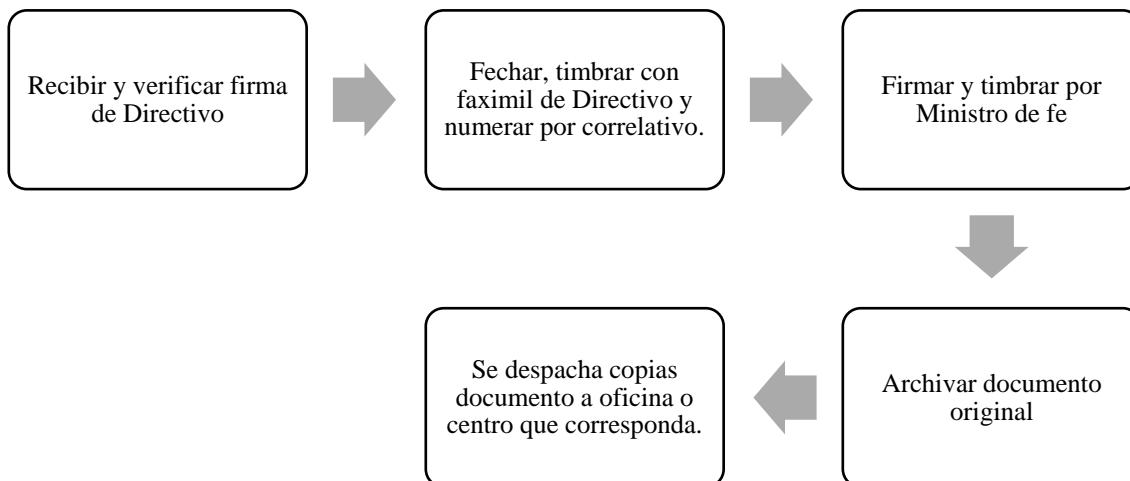 Recibir y verificar firma
de Directivo
Fechar, timbrar con
faximil de Directivo y
numerar por correlativo.
Firmar y timbrar por
Ministro de fe
Archivar documento
original
Se despacha copias
documento a oficina o
centro que corresponda.